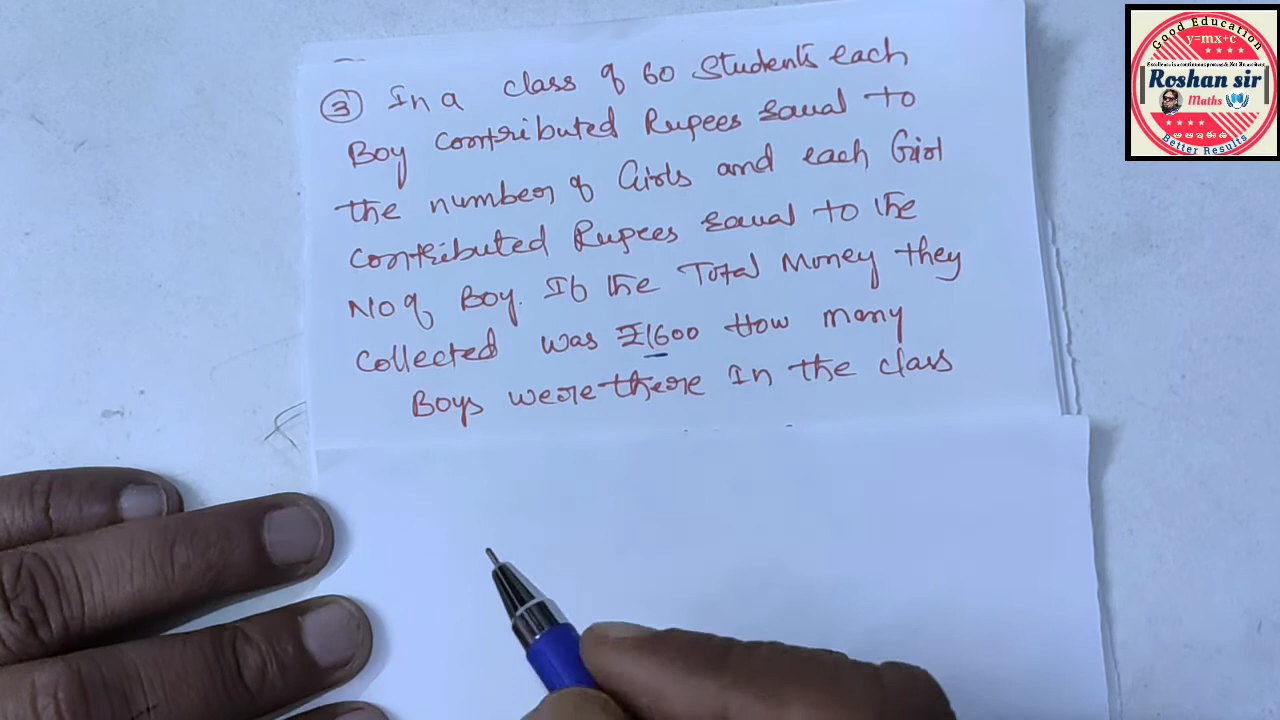 ③ In a class of 60 students each
Boy contributed Rupees equal to
the number of Girls and each Girl
contributed Rupees equal to the
No of Boy. If the Total Money they
collected was ₹1600 How many
Boys were there In the class
Good Education
y=mx+c
Roshan sir
Maths
Better Results